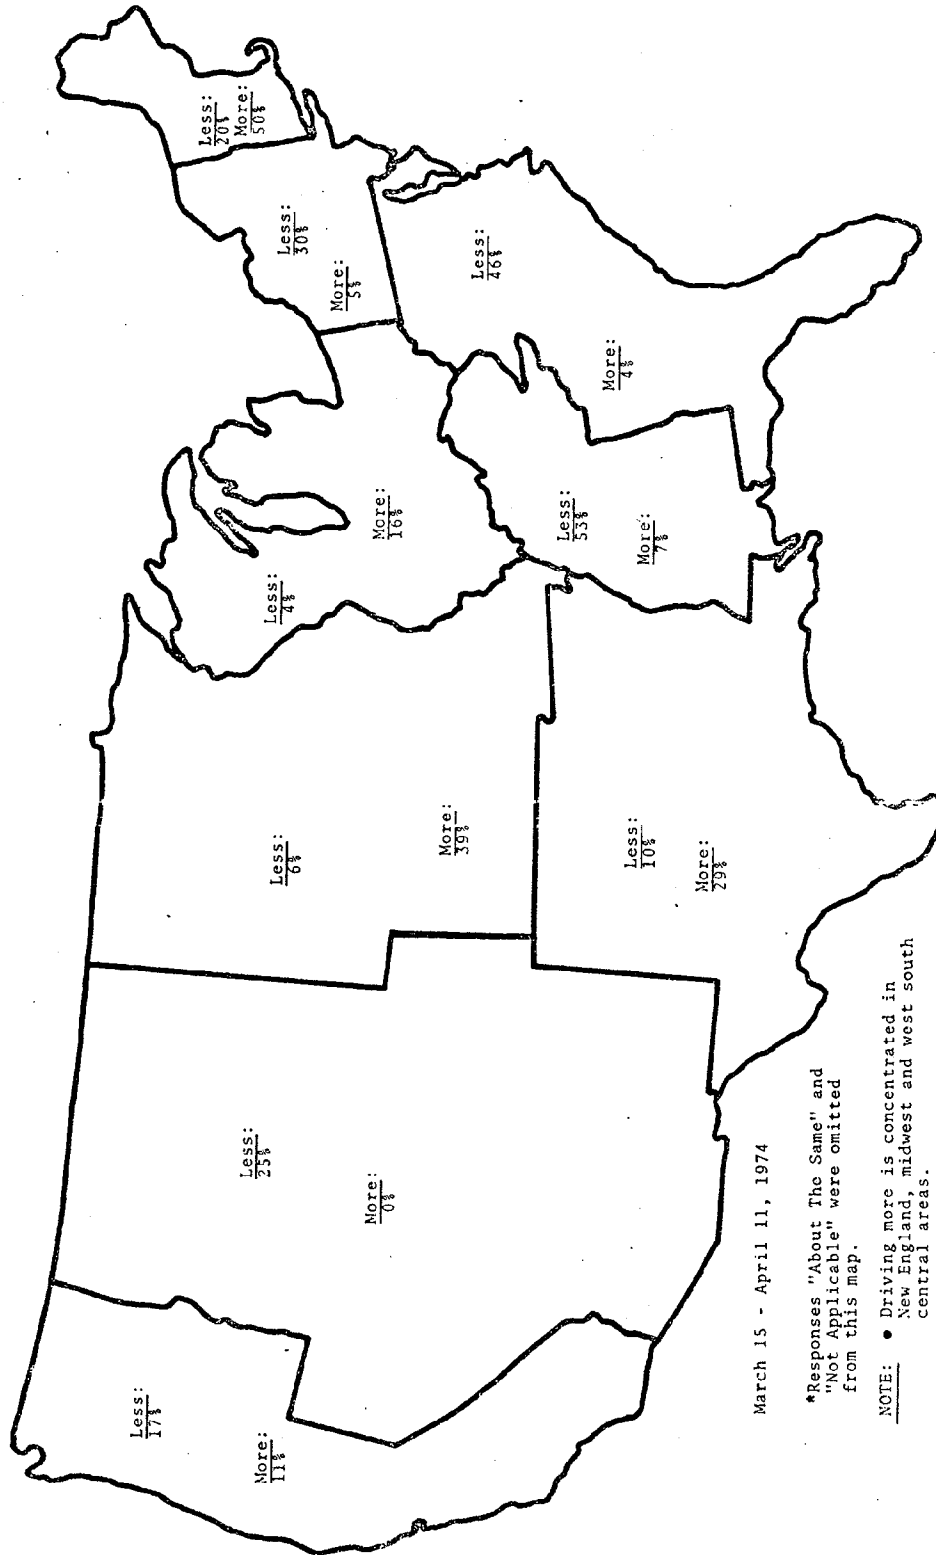 Less:
17%
More:
11%
Less:
25%
More:
0%
Less:
6%
More:
39%
Less:
10%
More:
29%
Less:
4%
More:
16%
Less:
53%
More:
7%
Less:
30%
More:
5%
Less:
46%
More:
4%
Less:
20%
More:
50%
March 15 - April 11, 1974
*Responses "About The Same" and
"Not Applicable" were omitted
from this map.
NOTE: • Driving more is concentrated in
New England, midwest and west south
central areas.